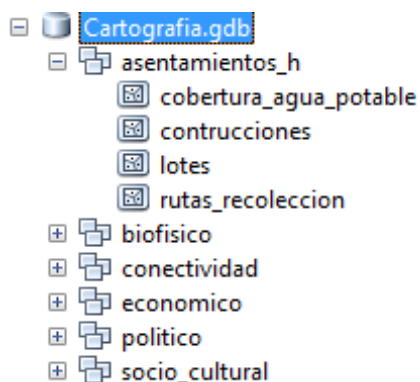 Cartografia.gdb
asentamientos_h
cobertura_agua_potable
contrucciones
lotes
rutas_recoleccion
biofisico
conectividad
economico
politico
socio_cultural